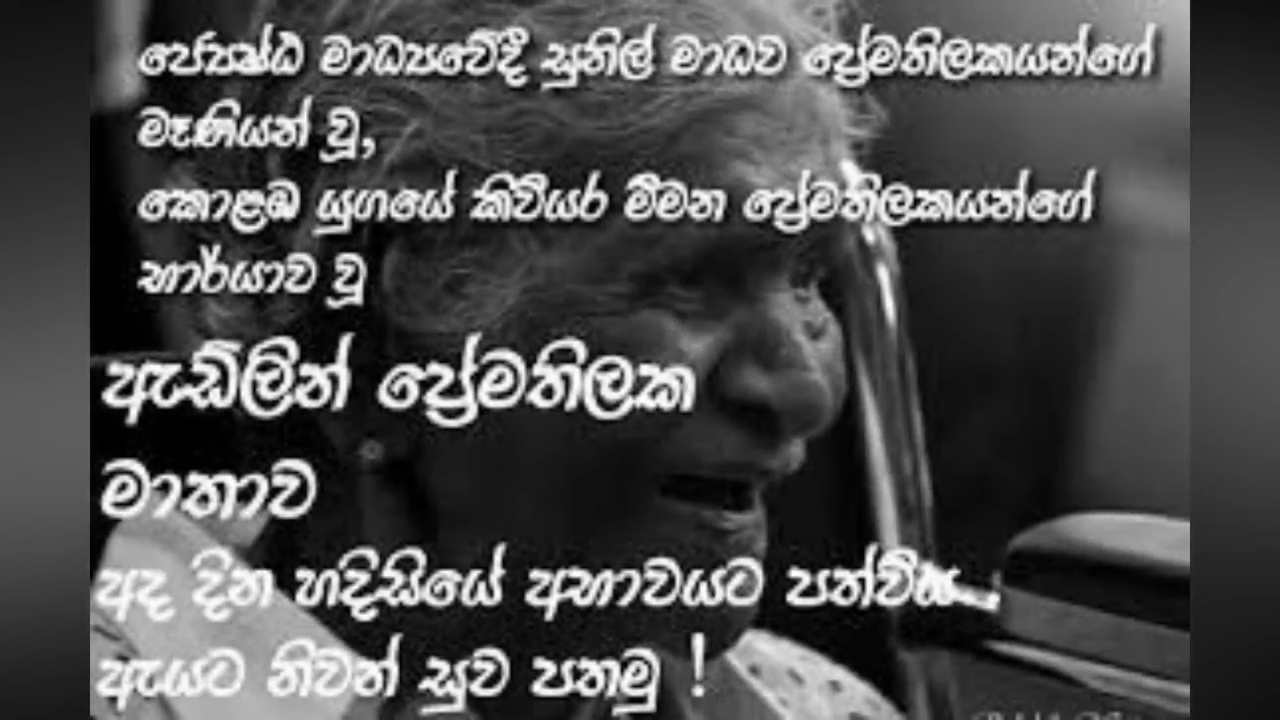 ජ්‍යෙෂ්ඨ මාධ්‍යවේදී සුනිල් මාධව ප්‍රේමතිලකයන්ගේ
මෑණියන් වූ,
කොළඹ යුගයේ කිවියර මීමන ප්‍රේමතිලකයන්ගේ
භාර්යාව වූ
ඇඩ්ලින් ප්‍රේමතිලක
මාතාව
අද දින හදිසියේ අභාවයට පත්විය..
ඇයට නිවන් සුව පතමු !